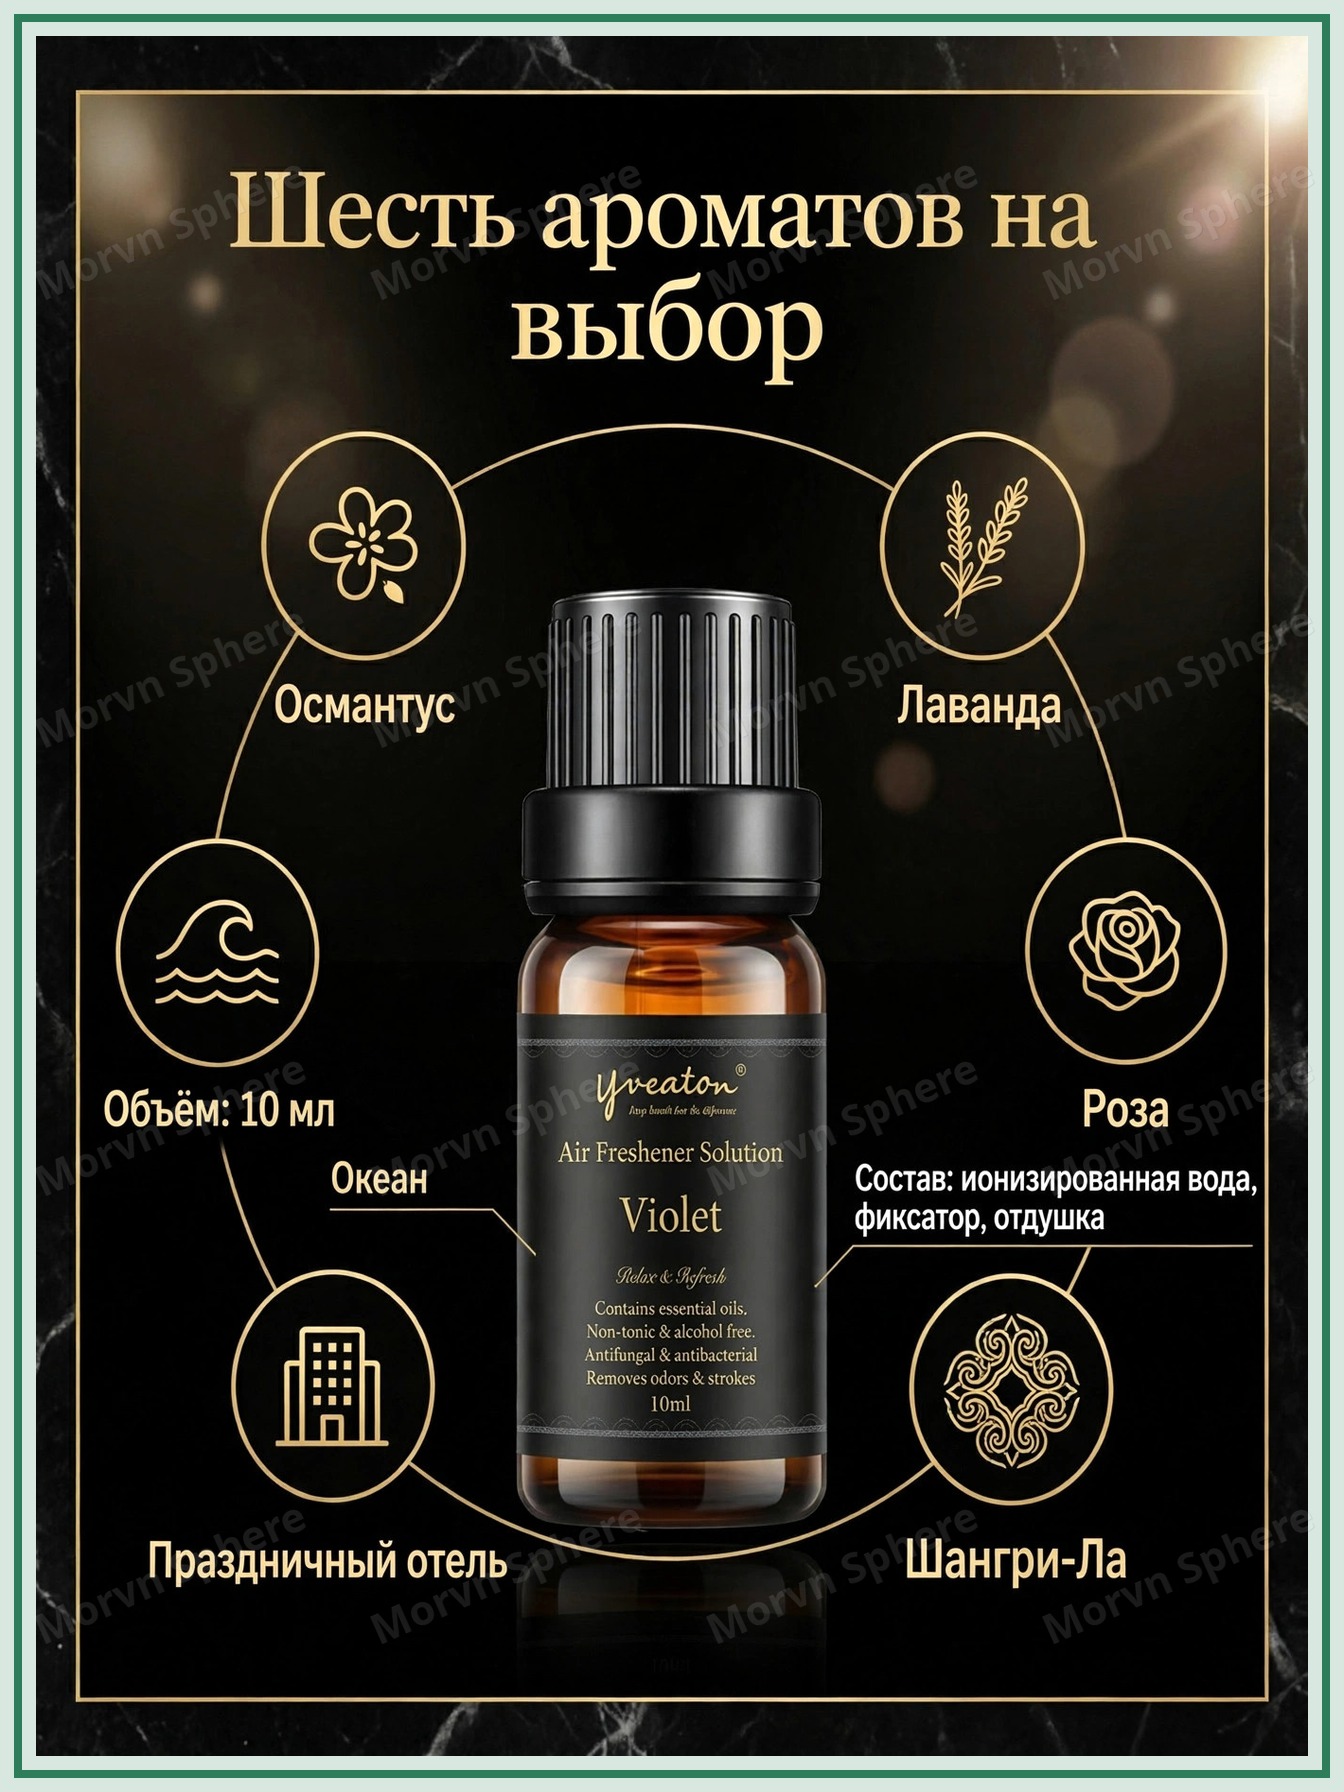 Шесть ароматов на
выбор
Османтус
Лаванда
Объём: 10 мл
Роза
Океан
Состав: ионизированная вода,
фиксатор, отдушка
Yveaton®
Air Freshener Solution
Violet
Relax & Refresh
Contains essential oils.
Non-tonic & alcohol free.
Antifungal & antibacterial
Removes odors & strokes
10ml
Праздничный отель
Шангри-Ла
Morvn Sphere